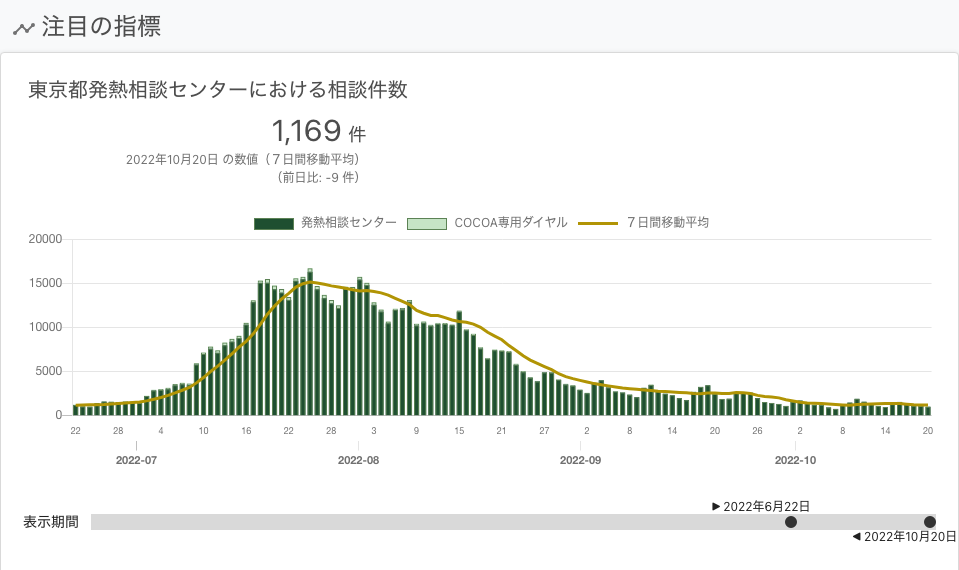 注目の指標
東京都発熱相談センターにおける相談件数
1,169 件
2022年10月20日 の数値（７日間移動平均）
（前日比: -9 件）
発熱相談センター COCOA専用ダイヤル ７日間移動平均
20000
15000
10000
5000
0
22 28 4 10 16 22 28 3 9 15 21 27 2 8 14 20 26 2 8 14 20
2022-07 2022-08 2022-09 2022-10
▶ 2022年6月22日
表示期間
◀ 2022年10月20日